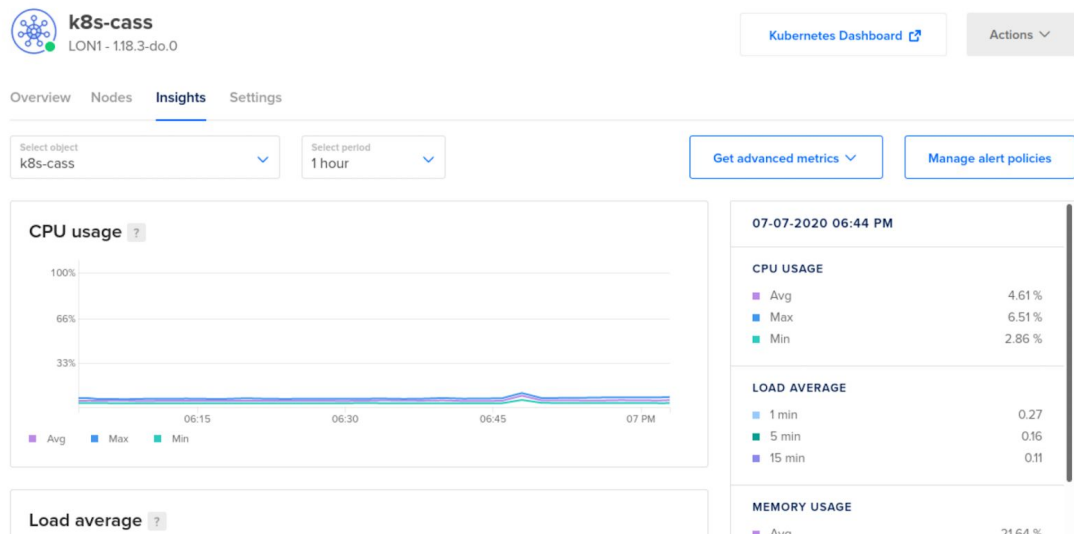 k8s-cass
LON1 - 1.18.3-do.0
Kubernetes Dashboard
Actions
Overview Nodes Insights Settings
Select object
k8s-cass
Select period
1 hour
Get advanced metrics
Manage alert policies
CPU usage ?
100%
66%
33%
06:15 06:30 06:45 07 PM
Avg Max Min
Load average ?
07-07-2020 06:44 PM
CPU USAGE
Avg 4.61 %
Max 6.51 %
Min 2.86 %
LOAD AVERAGE
1 min 0.27
5 min 0.16
15 min 0.11
MEMORY USAGE
Avg 21.64 %